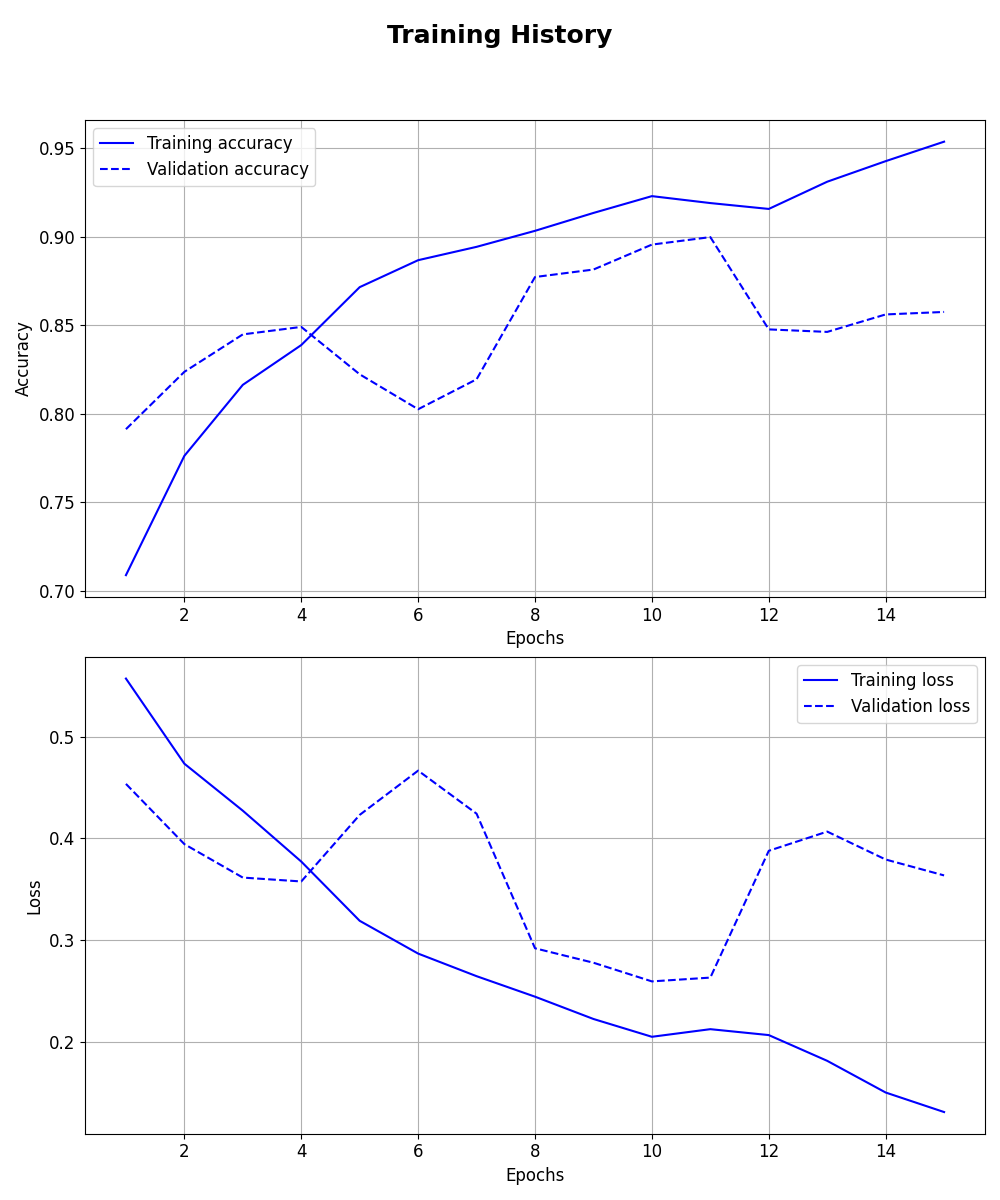 Training History
Training accuracy
Validation accuracy
0.95
0.90
0.85
0.80
0.75
0.70
Accuracy
2 4 6 8 10 12 14
Epochs
Training loss
Validation loss
0.5
0.4
0.3
0.2
Loss
2 4 6 8 10 12 14
Epochs